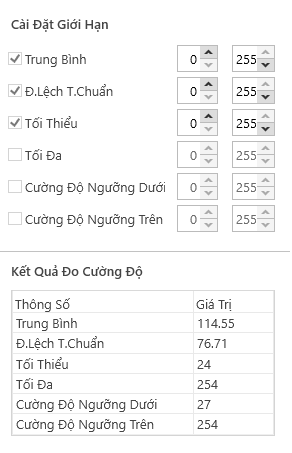 Cài Đặt Giới Hạn
Trung Bình 0 255
Đ.Lệch T.Chuẩn 0 255
Tối Thiểu 0 255
Tối Đa 0 255
Cường Độ Ngưỡng Dưới 0 255
Cường Độ Ngưỡng Trên 0 255
Kết Quả Đo Cường Độ
Thông Số Giá Trị
Trung Bình 114.55
Đ.Lệch T.Chuẩn 76.71
Tối Thiểu 24
Tối Đa 254
Cường Độ Ngưỡng Dưới 27
Cường Độ Ngưỡng Trên 254